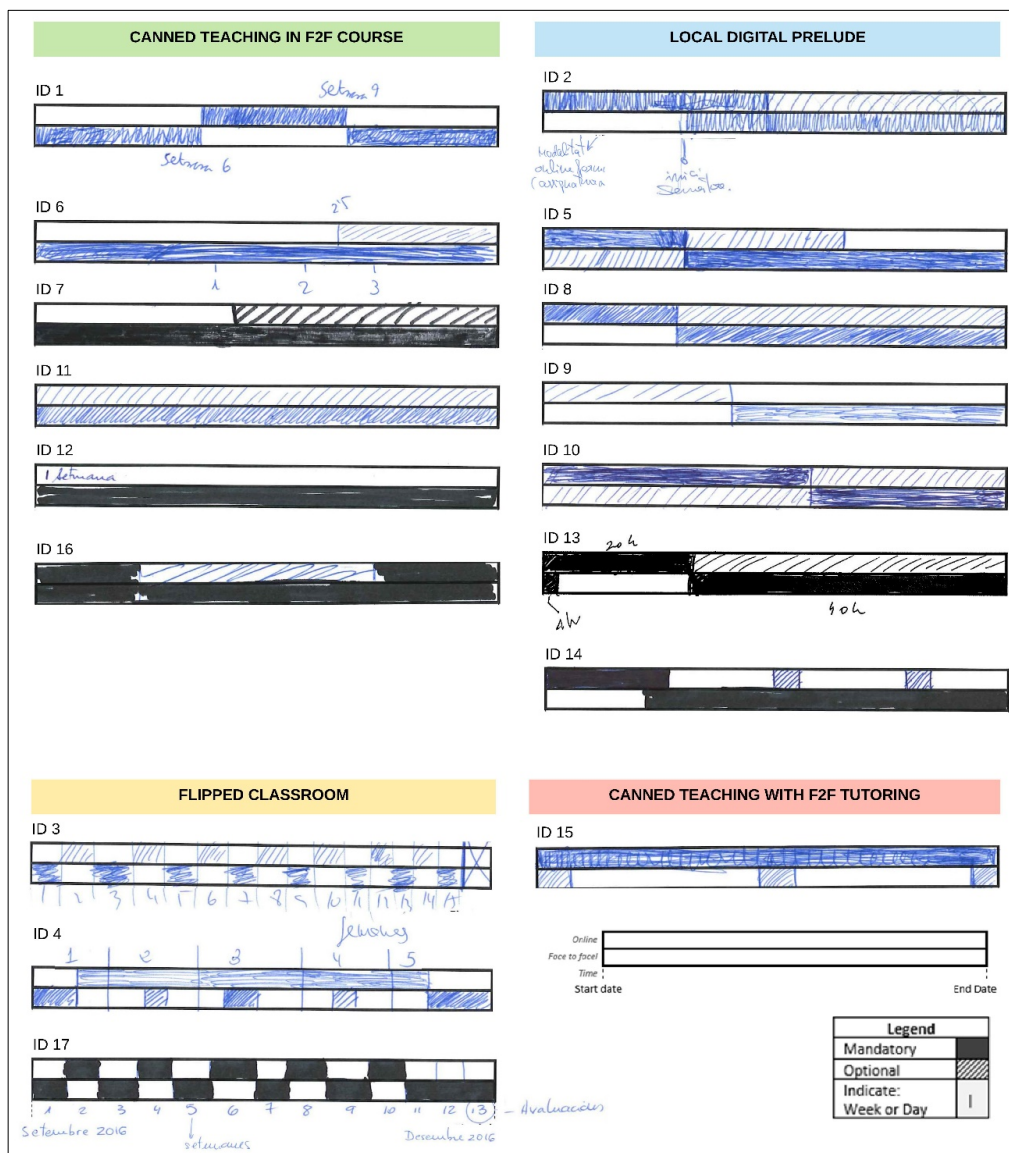 CANNED TEACHING IN F2F COURSE
ID 1
Setmana 9
Setmana 6
ID 6
25
1 2 3
ID 7
ID 11
ID 12
1 Setmana
ID 16
LOCAL DIGITAL PRELUDE
ID 2
Modalitat
online
inici
ID 5
ID 8
ID 9
ID 10
ID 13
20 h
1h
40h
ID 14
FLIPPED CLASSROOM
ID 3
1 2 3 4 5 6 7 8 9 10 11 12 13 14 15
ID 4
1 2 3 4 5
ID 17
1 2 3 4 5 6 7 8 9 10 11 12 13 - Avaluacions
Setembre 2016
setmanes
Desembre 2016
CANNED TEACHING WITH F2F TUTORING
ID 15
Online
Face to face
Time
Start date
End Date
Legend
Mandatory
Optional
Indicate:
Week or Day